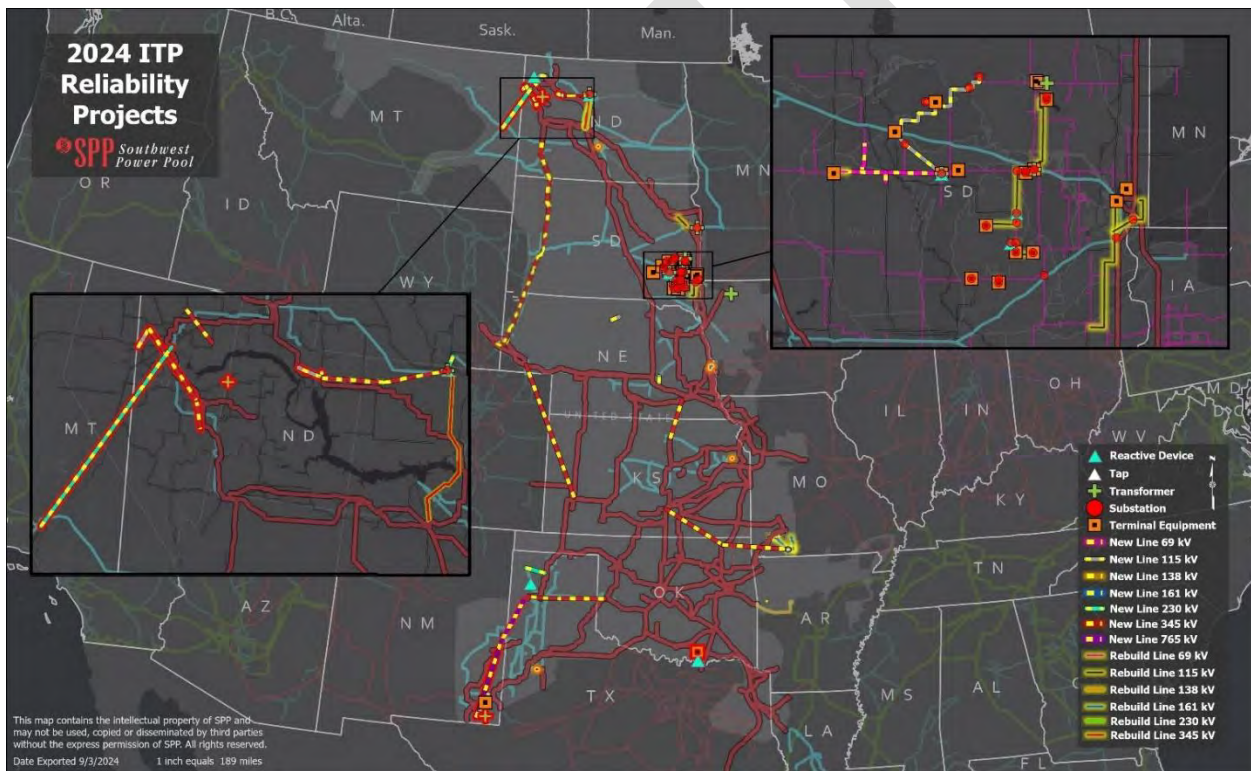 2024 ITP
Reliability
Projects
SPP Southwest
Power Pool
B.C.
Alta.
Sask.
Man.
OR
ID
MT
WY
ND
SD
MN
NE
UNITED STATES
KS
MO
OK
TX
NM
AZ
AR
LA
IL
IN
OH
KY
WV
MD
DC
TN
MS
AL
FL
MT
ND
SD
MN
IA
Reactive Device
Tap
Transformer
Substation
Terminal Equipment
New Line 69 kV
New Line 115 kV
New Line 138 kV
New Line 161 kV
New Line 230 kV
New Line 345 kV
New Line 765 kV
Rebuild Line 69 kV
Rebuild Line 115 kV
Rebuild Line 138 kV
Rebuild Line 161 kV
Rebuild Line 230 kV
Rebuild Line 345 kV
This map contains the intellectual property of SPP and
may not be used, copied or disseminated by third parties
without the express permission of SPP. All rights reserved.
Date Exported 9/3/2024 1 inch equals 189 miles